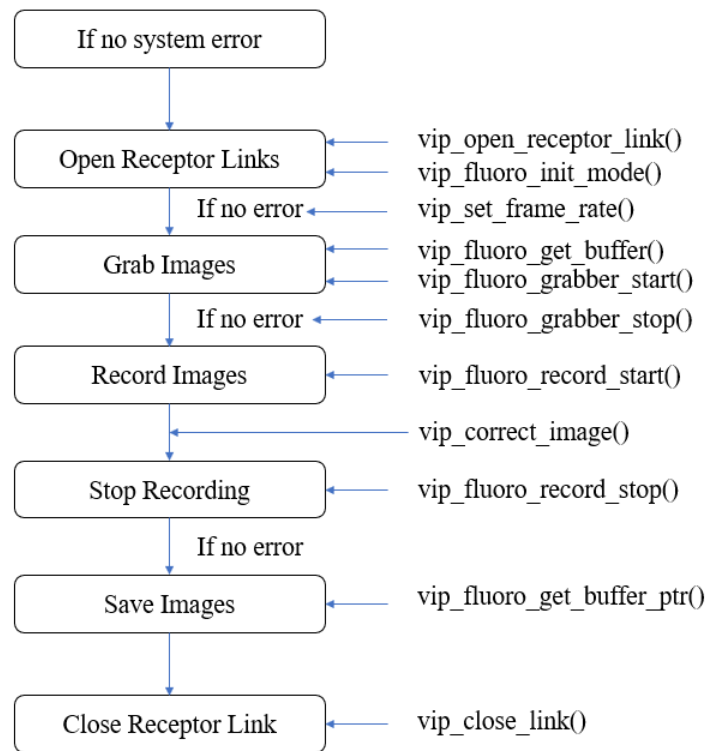 If no system error
Open Receptor Links
vip_open_receptor_link()
vip_fluoro_init_mode()
If no error
vip_set_frame_rate()
Grab Images
vip_fluoro_get_buffer()
vip_fluoro_grabber_start()
If no error
vip_fluoro_grabber_stop()
Record Images
vip_fluoro_record_start()
vip_correct_image()
Stop Recording
vip_fluoro_record_stop()
If no error
Save Images
vip_fluoro_get_buffer_ptr()
Close Receptor Link
vip_close_link()